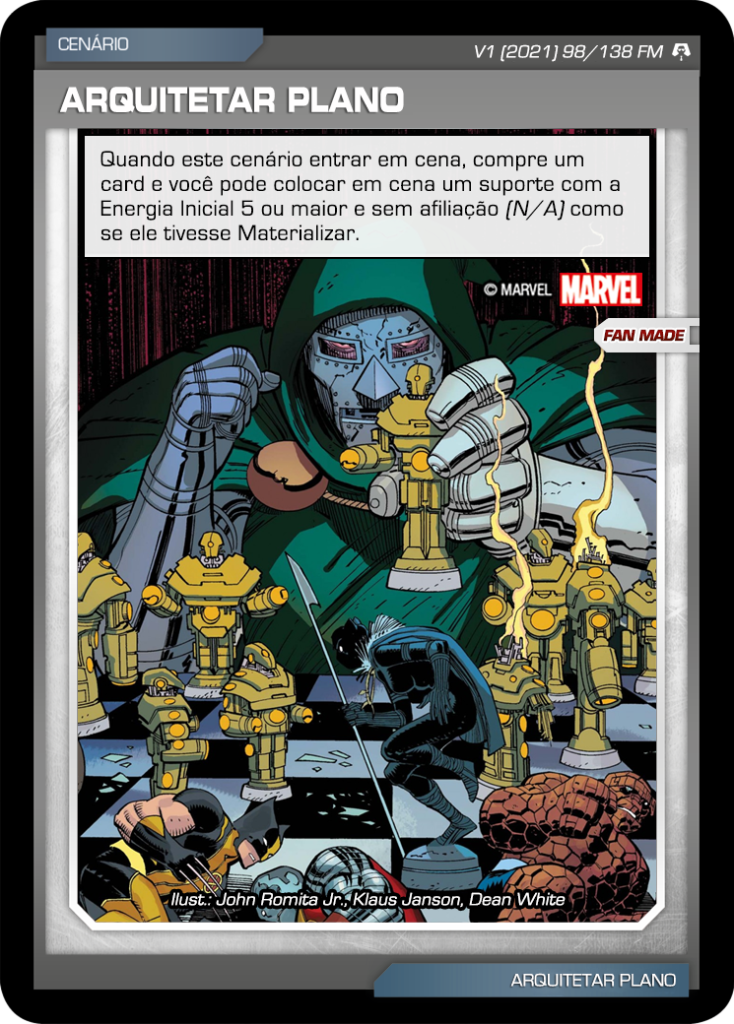 CENÁRIO
V1 (2021) 98/138 FM
ARQUITETAR PLANO
Quando este cenário entrar em cena, compre um
card e você pode colocar em cena um suporte com a
Energia Inicial 5 ou maior e sem afiliação (N/A) como
se ele tivesse Materializar.
© MARVEL MARVEL
FAN MADE
Ilust.: John Romita Jr., Klaus Janson, Dean White
ARQUITETAR PLANO